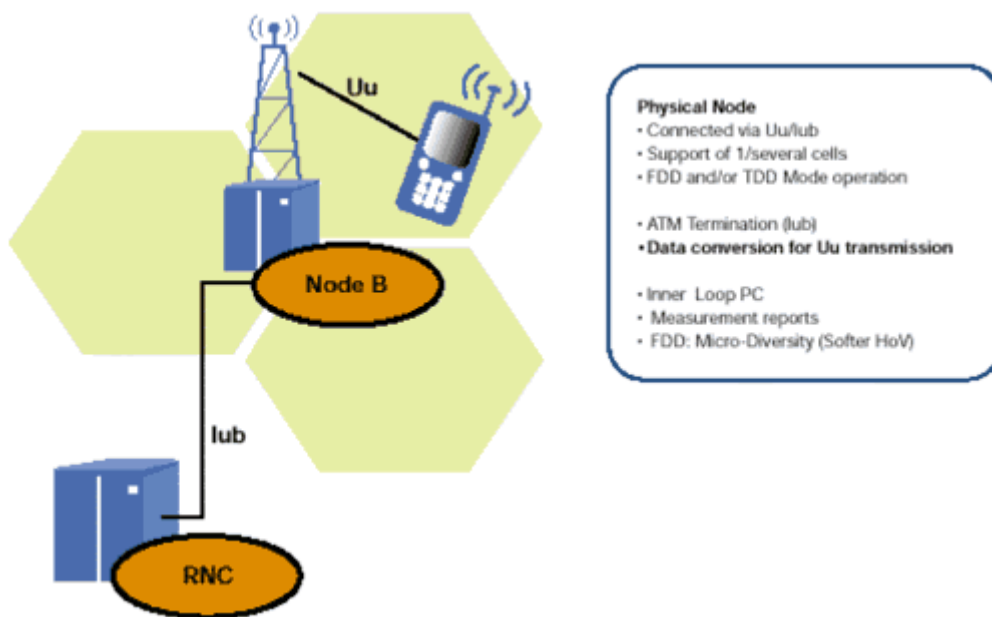 Uu
Node B
Iub
RNC
Physical Node
• Connected via Uu/Iub
• Support of 1/several cells
• FDD and/or TDD Mode operation
• ATM Termination (Iub)
•Data conversion for Uu transmission
• Inner Loop PC
• Measurement reports
• FDD: Micro-Diversity (Softer HoV)